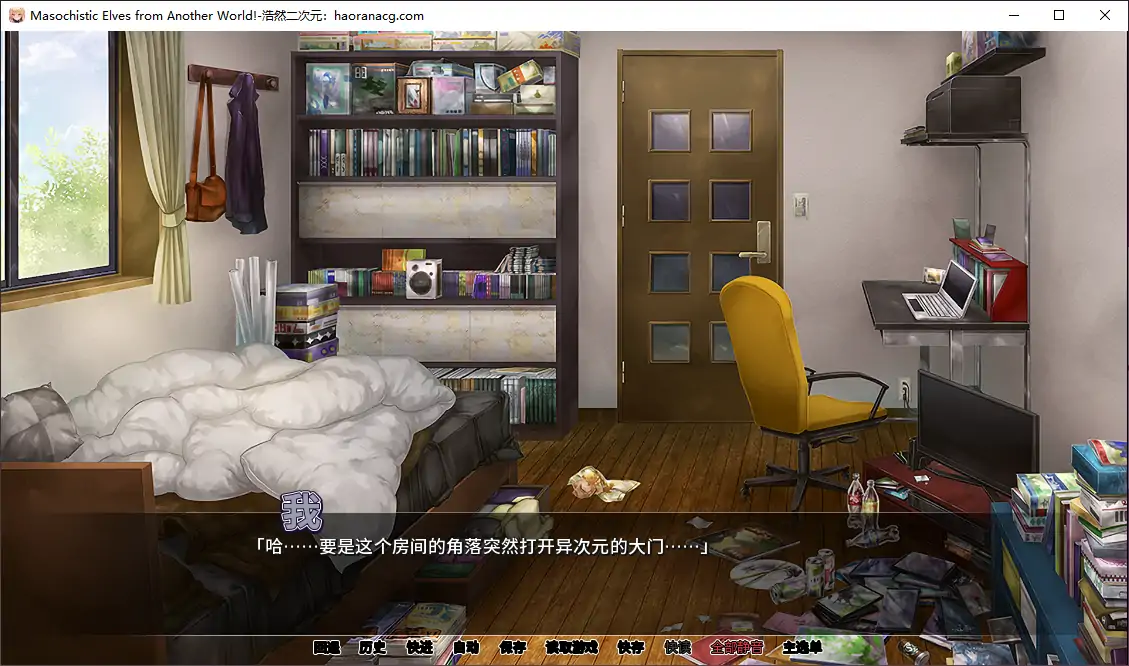 Masochistic Elves from Another World!-浩然二次元：haoranacg.com
我
「哈……要是这个房间的角落突然打开异次元的大门……」
回退 历史 快进 自动 保存 读取游戏 快存 快读 全部静音 主选单